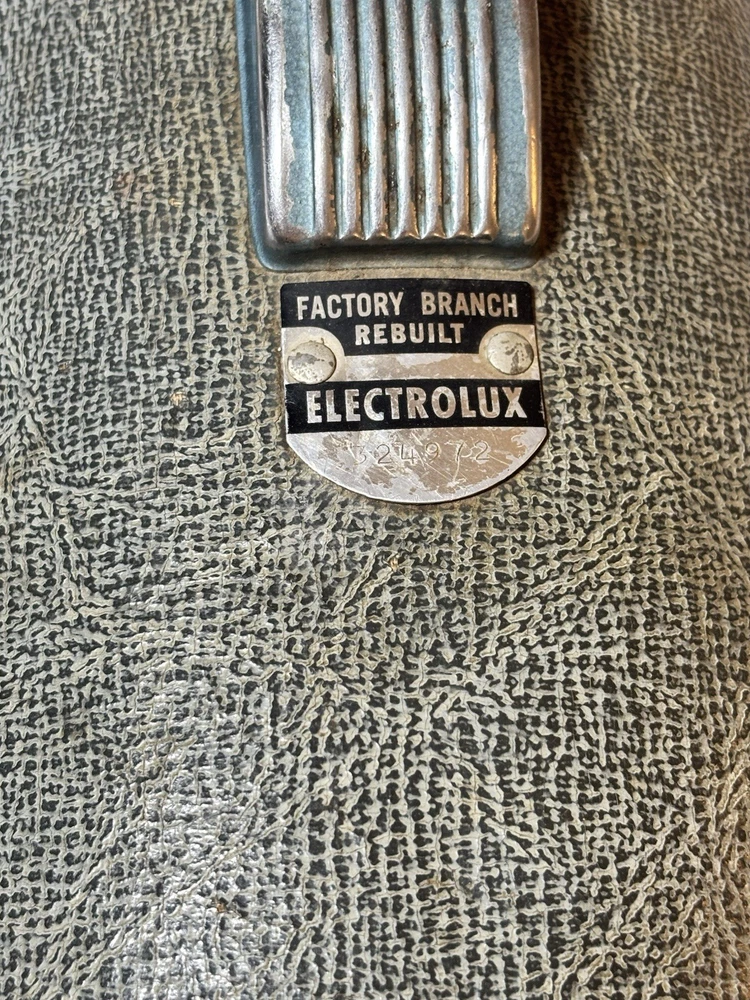 FACTORY BRANCH
REBUILT
ELECTROLUX
324972